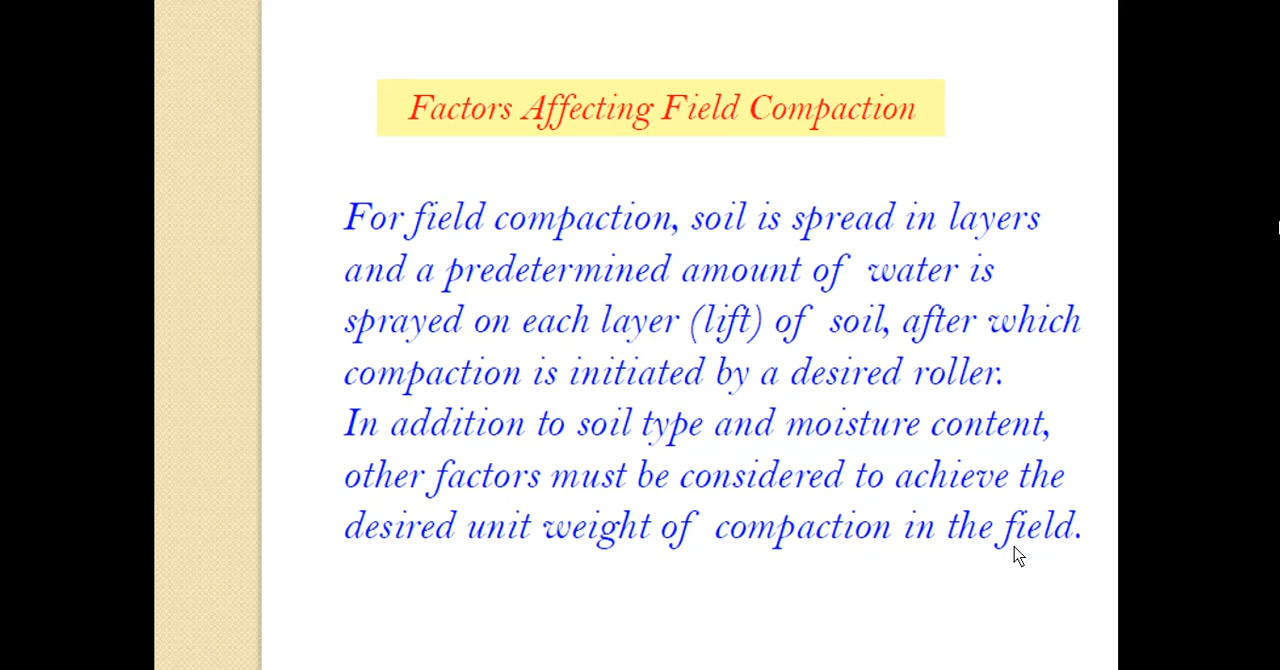 Factors Affecting Field Compaction
For field compaction, soil is spread in layers
and a predetermined amount of water is
sprayed on each layer (lift) of soil, after which
compaction is initiated by a desired roller.
In addition to soil type and moisture content,
other factors must be considered to achieve the
desired unit weight of compaction in the field.